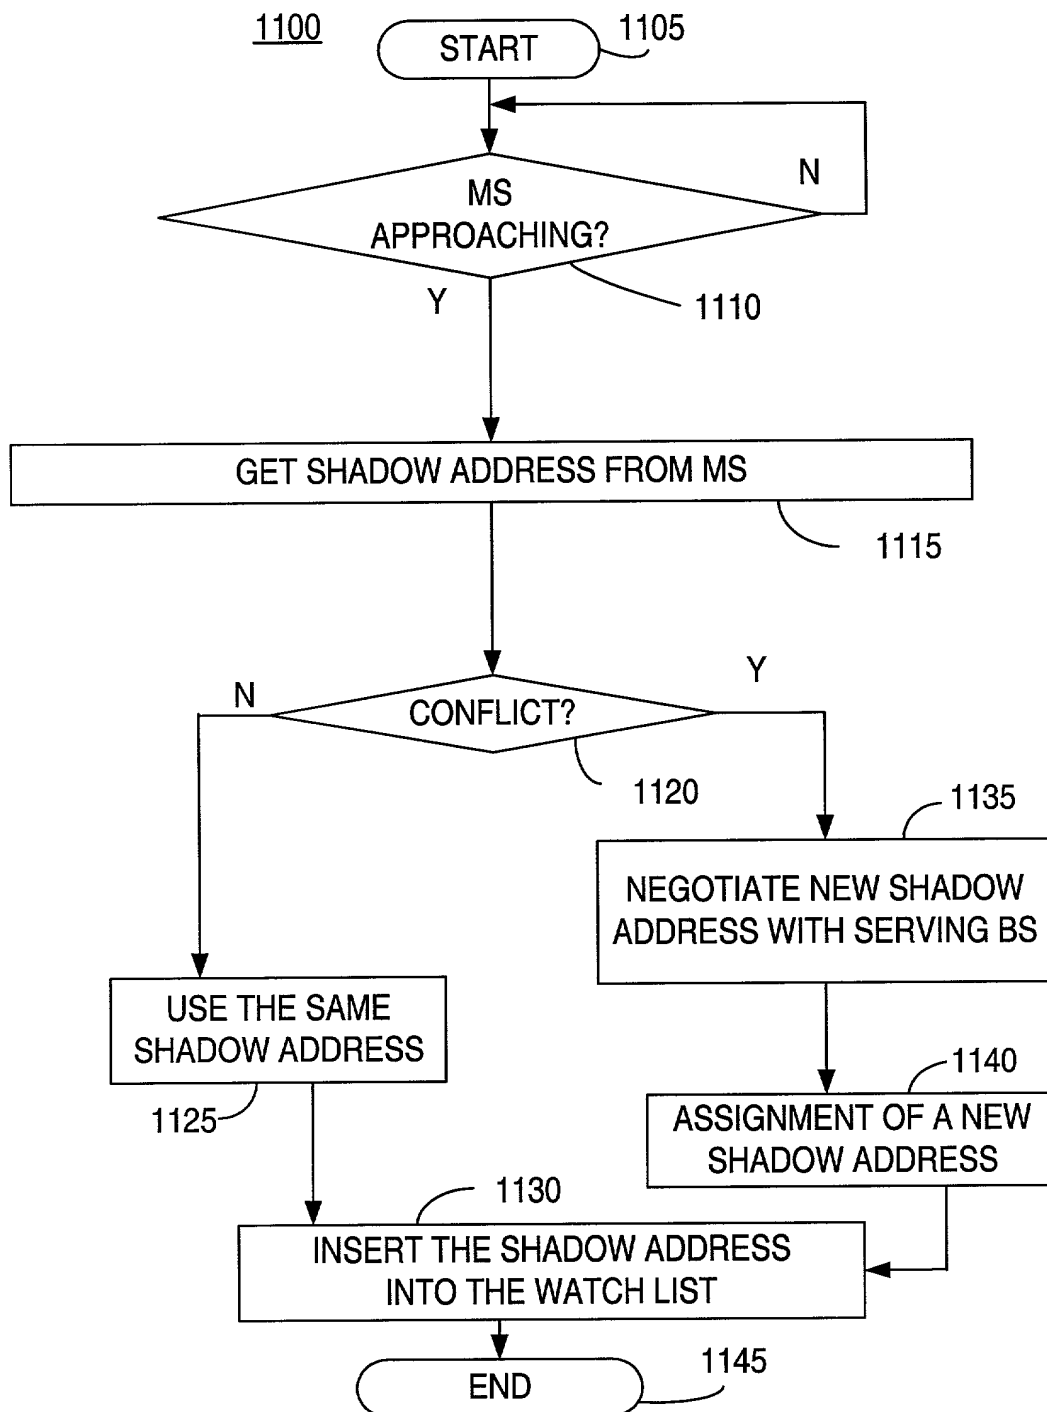 1100
START
1105
MS
APPROACHING?
N
Y
1110
GET SHADOW ADDRESS FROM MS
1115
N
CONFLICT?
Y
1120
1135
NEGOTIATE NEW SHADOW
ADDRESS WITH SERVING BS
USE THE SAME
SHADOW ADDRESS
1125
1140
ASSIGNMENT OF A NEW
SHADOW ADDRESS
1130
INSERT THE SHADOW ADDRESS
INTO THE WATCH LIST
END
1145